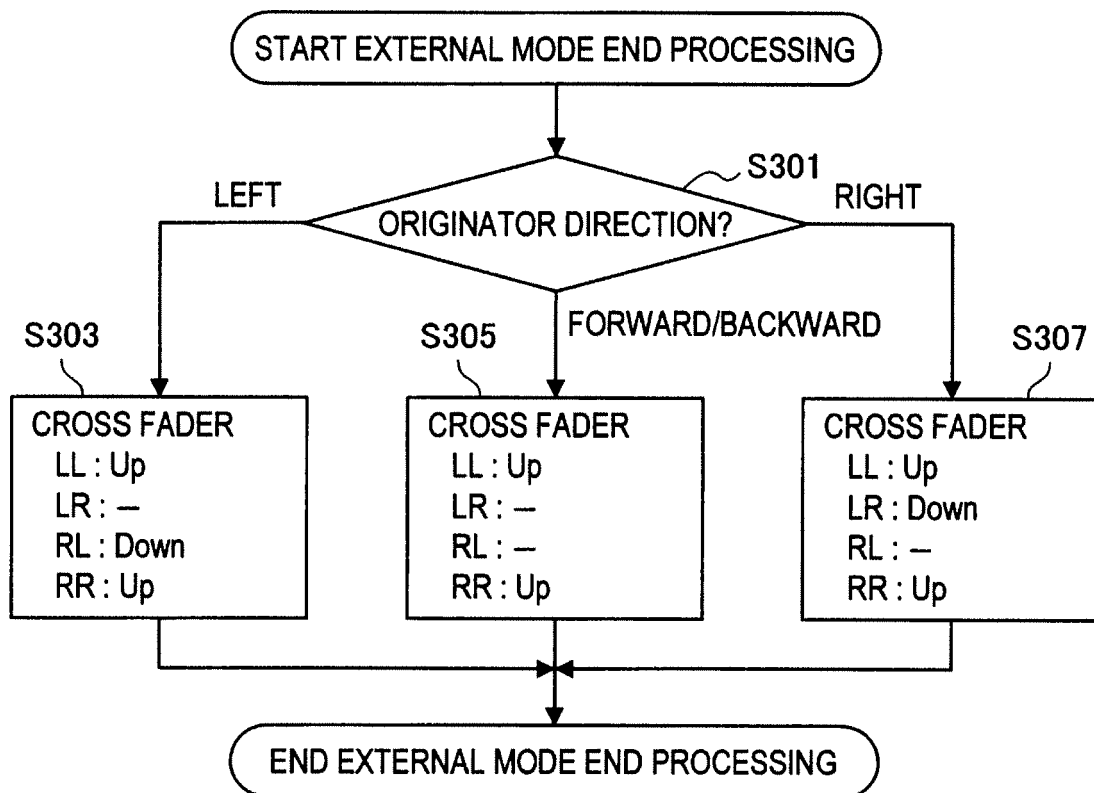 START EXTERNAL MODE END PROCESSING
S301
LEFT
RIGHT
ORIGINATOR DIRECTION?
FORWARD/BACKWARD
S303
CROSS FADER
LL : Up
LR : –
RL : Down
RR : Up
S305
CROSS FADER
LL : Up
LR : –
RL : –
RR : Up
S307
CROSS FADER
LL : Up
LR : Down
RL : –
RR : Up
END EXTERNAL MODE END PROCESSING